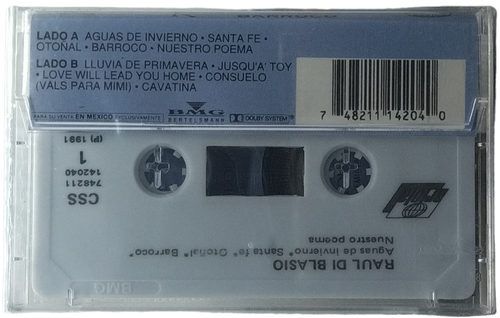 BARROCO
LADO A AGUAS DE INVIERNO • SANTA FE •
OTOÑAL • BARROCO • NUESTRO POEMA
LADO B LLUVIA DE PRIMAVERA • JUSQU'A' TOY
• LOVE WILL LEAD YOU HOME • CONSUELO
(VALS PARA MIMI) • CAVATINA
PARA SU VENTA EN MEXICO EXCLUSIVAMENTE
BMG
BERTELSMANN
DOLBY SYSTEM
7 48211 14204 0
BMG
RAUL DI BLASIO
Aguas de Invierno* Santa fe* Otoñal* Barroco*
Nuestro poema
CSS
748211
142040
1
(P) 1991